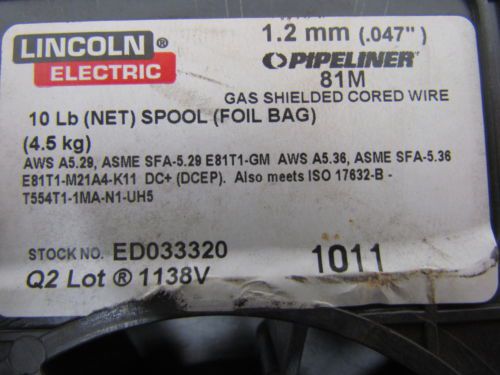 LINCOLN ®
ELECTRIC
1.2 mm (.047")
PIPELINER®
81M
GAS SHIELDED CORED WIRE
10 Lb (NET) SPOOL (FOIL BAG)
(4.5 kg)
AWS A5.29, ASME SFA-5.29 E81T1-GM AWS A5.36, ASME SFA-5.36
E81T1-M21A4-K11 DC+ (DCEP). Also meets ISO 17632-B -
T554T1-1MA-N1-UH5
STOCK NO. ED033320
1011
Q2 Lot ® 1138V